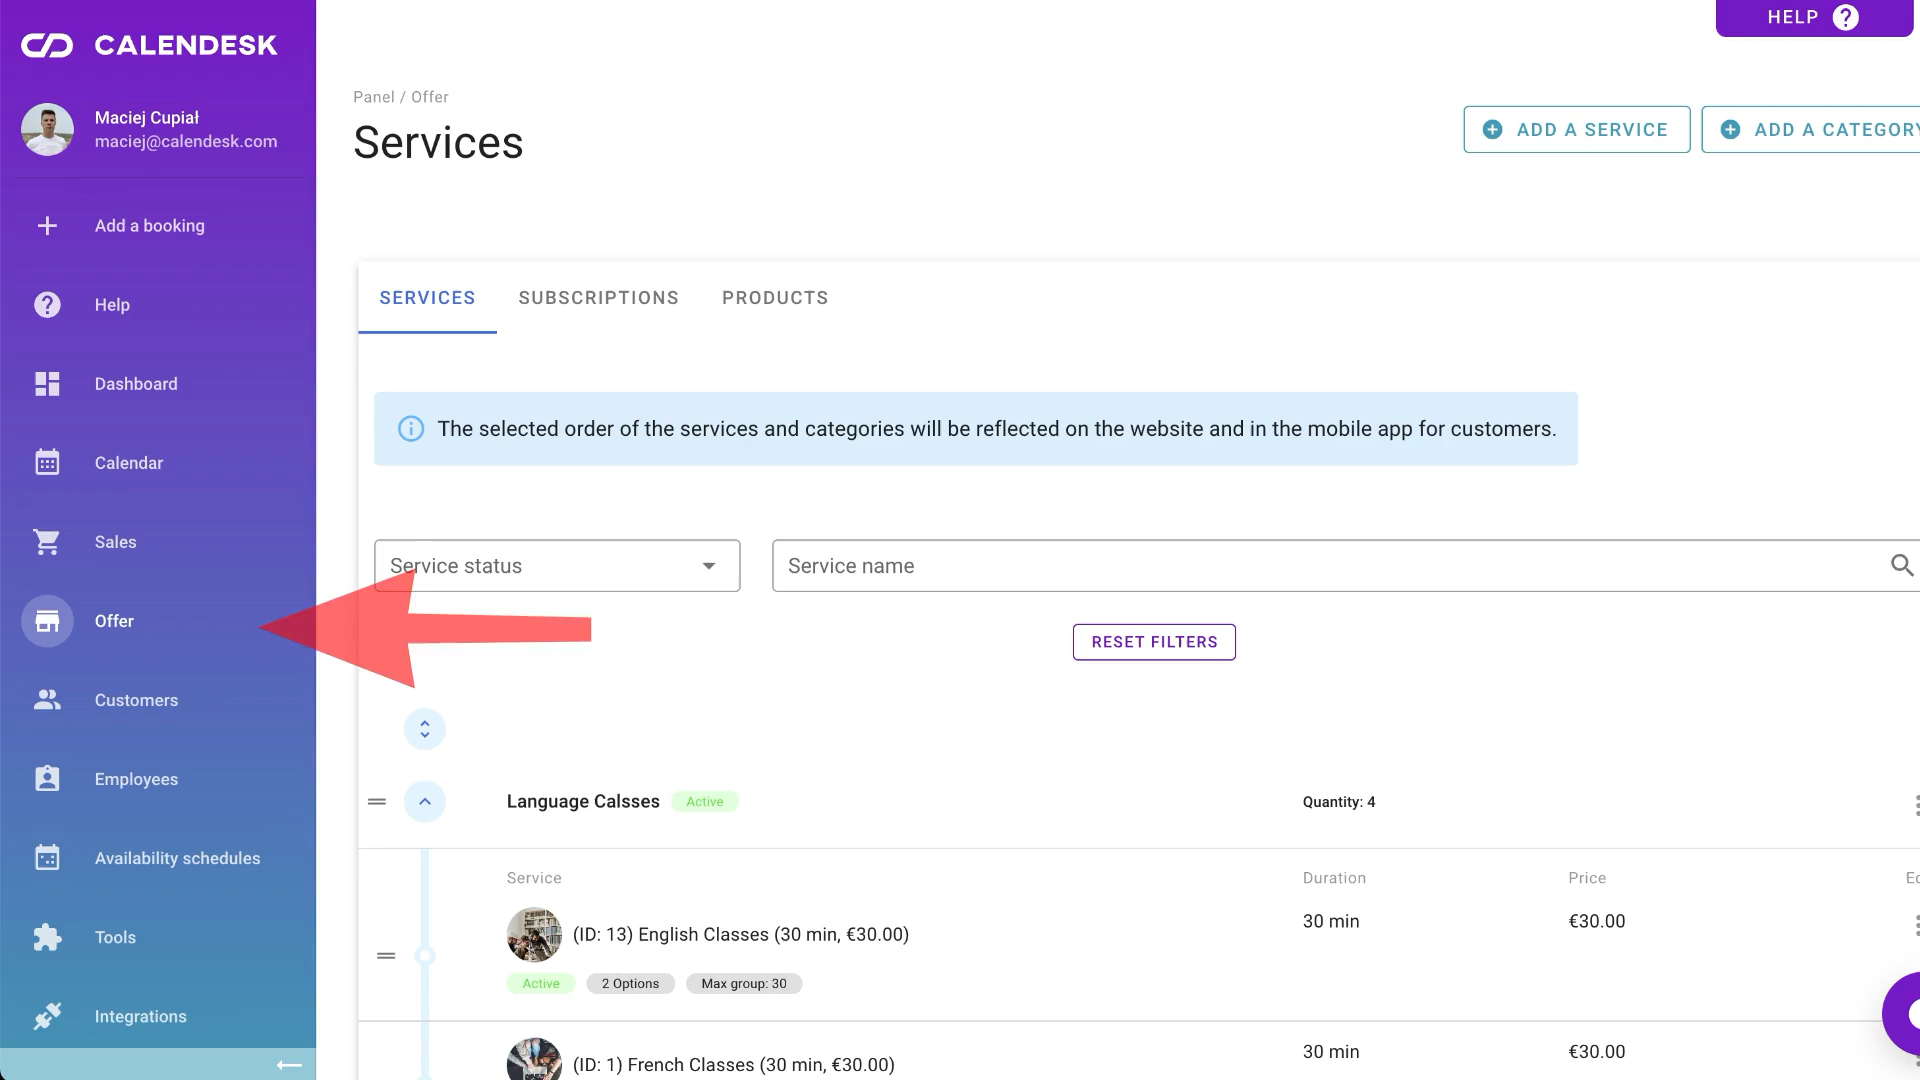 CALENDESK
Maciej Cupiał
maciej@calendesk.com
Add a booking
Help
Dashboard
Calendar
Sales
Offer
Customers
Employees
Availability schedules
Tools
Integrations
HELP
Panel / Offer
Services
ADD A SERVICE
ADD A CATEGORY
SERVICES SUBSCRIPTIONS PRODUCTS
The selected order of the services and categories will be reflected on the website and in the mobile app for customers.
Service status
Service name
RESET FILTERS
Language Calsses Active Quantity: 4
Service Duration Price
(ID: 13) English Classes (30 min, €30.00) 30 min €30.00
Active 2 Options Max group: 30
(ID: 1) French Classes (30 min, €30.00) 30 min €30.00